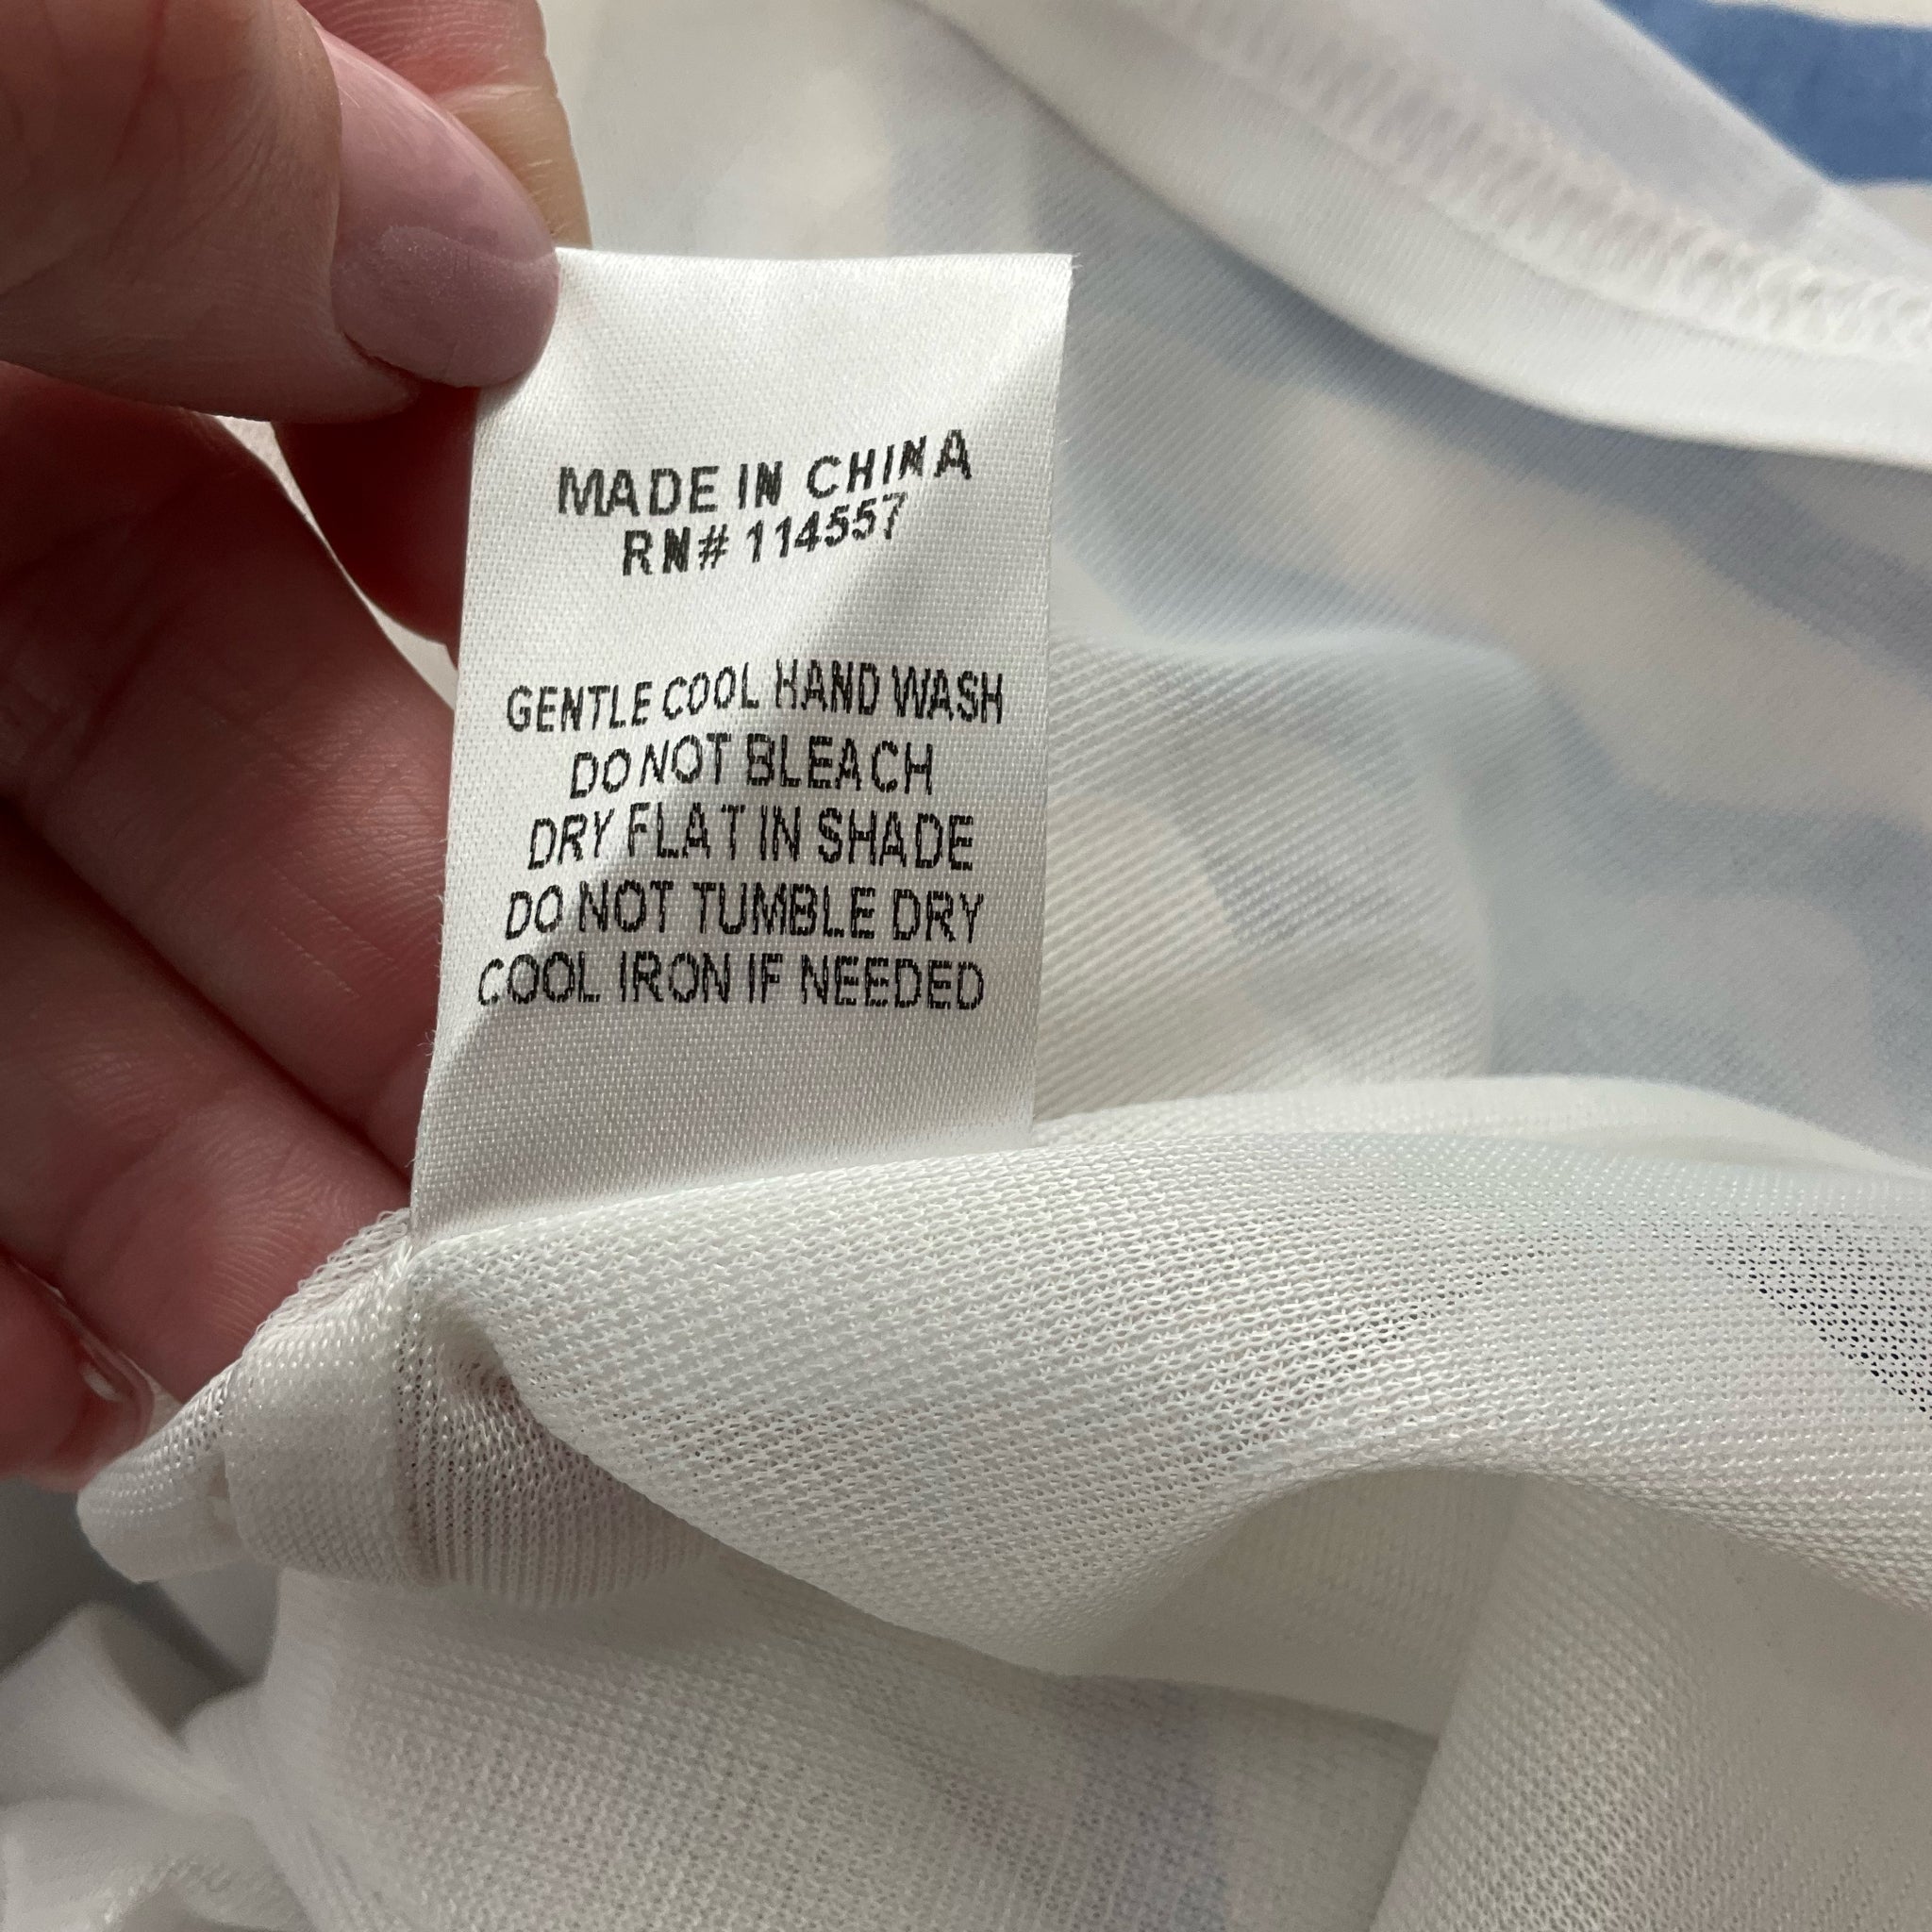 MADE IN CHINA
RN# 114557
GENTLE COOL HAND WASH
DO NOT BLEACH
DRY FLAT IN SHADE
DO NOT TUMBLE DRY
COOL IRON IF NEEDED